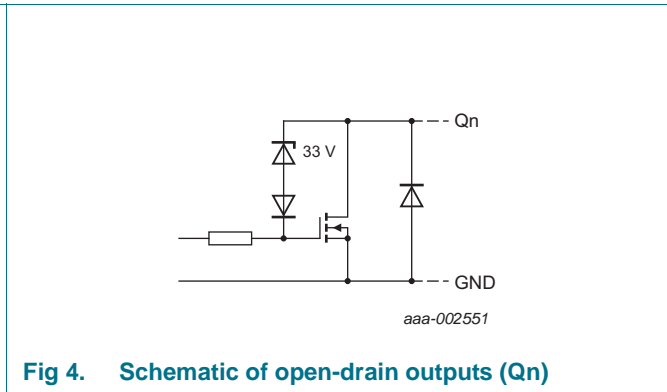 Qn
33 V
GND
aaa-002551
Fig 4. Schematic of open-drain outputs (Qn)